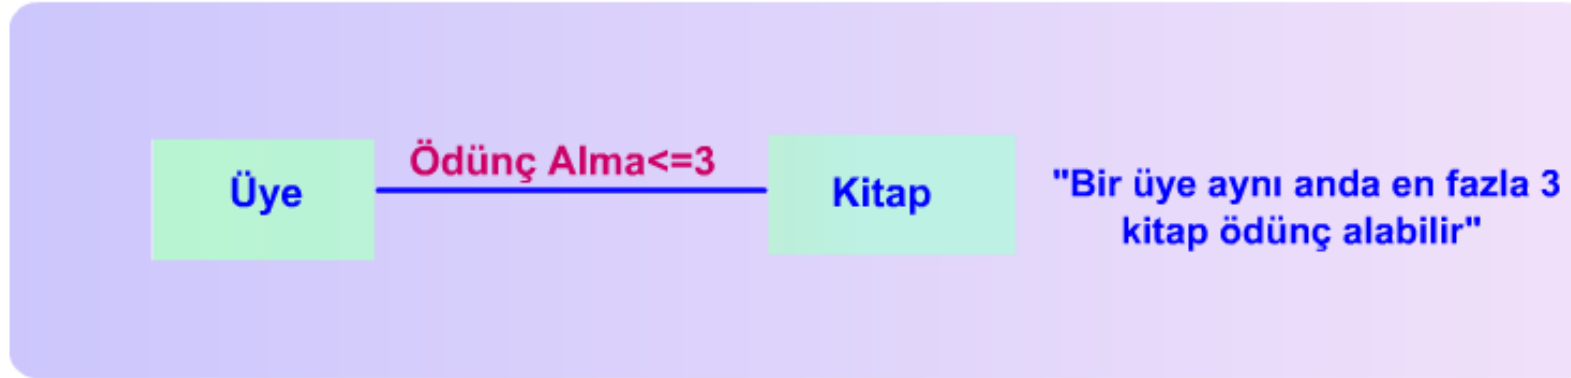 Üye
Ödünç Alma<=3
Kitap
"Bir üye aynı anda en fazla 3
kitap ödünç alabilir"